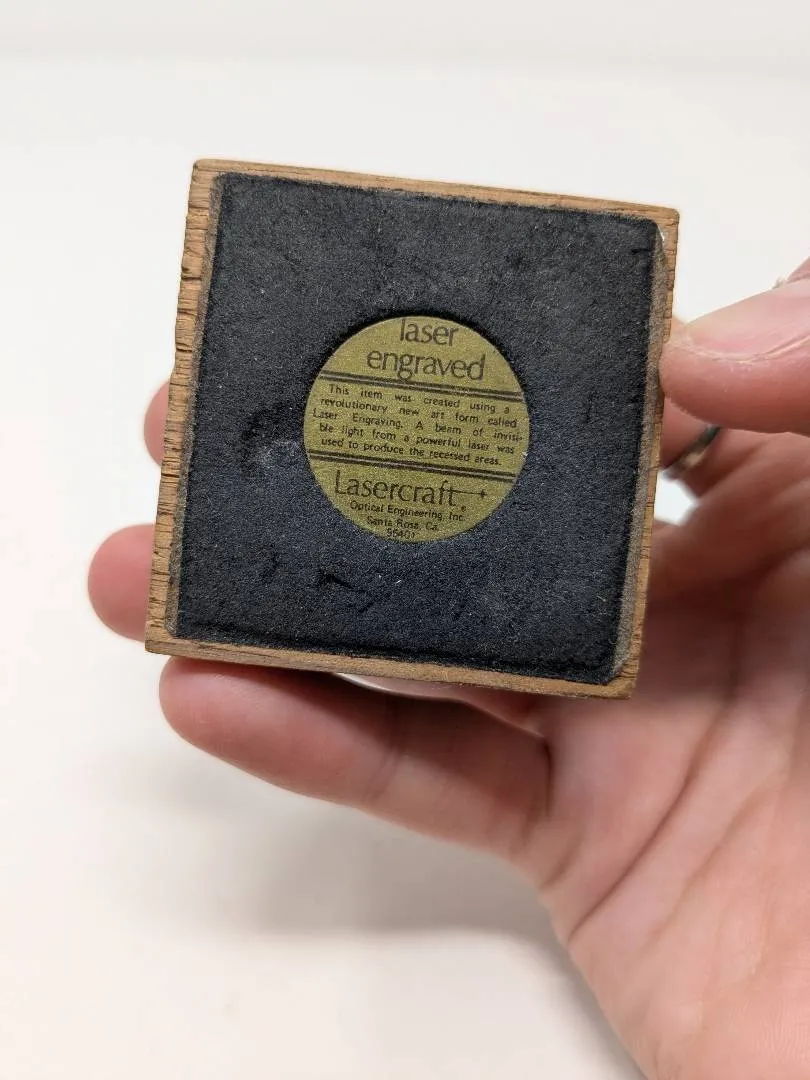 laser
engraved
This item was created using a
revolutionary new art form called
Laser Engraving. A beam of invisi-
ble light from a powerful laser was
used to produce the recessed areas.
Lasercraft®
Optical Engineering, Inc.
Santa Rosa, Ca.
95401